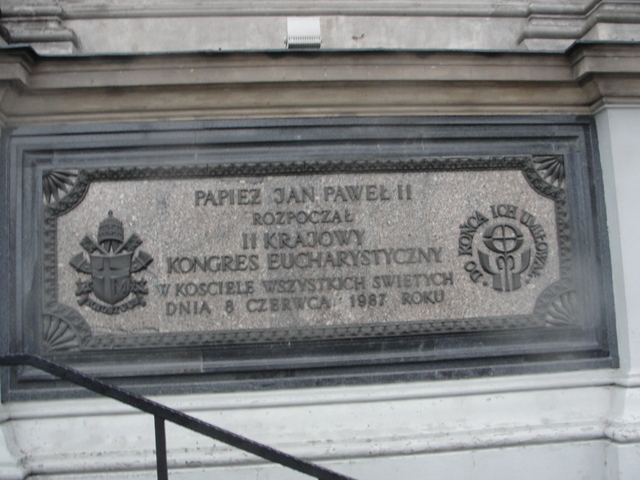 PAPIEŻ JAN PAWEŁ II
ROZPOCZĄŁ
II KRAJOWY
KONGRES EUCHARYSTYCZNY
W KOŚCIELE WSZYSTKICH ŚWIĘTYCH
DNIA 8 CZERWCA 1987 ROKU
DO KOŃCA ICH UMIŁOWAŁ